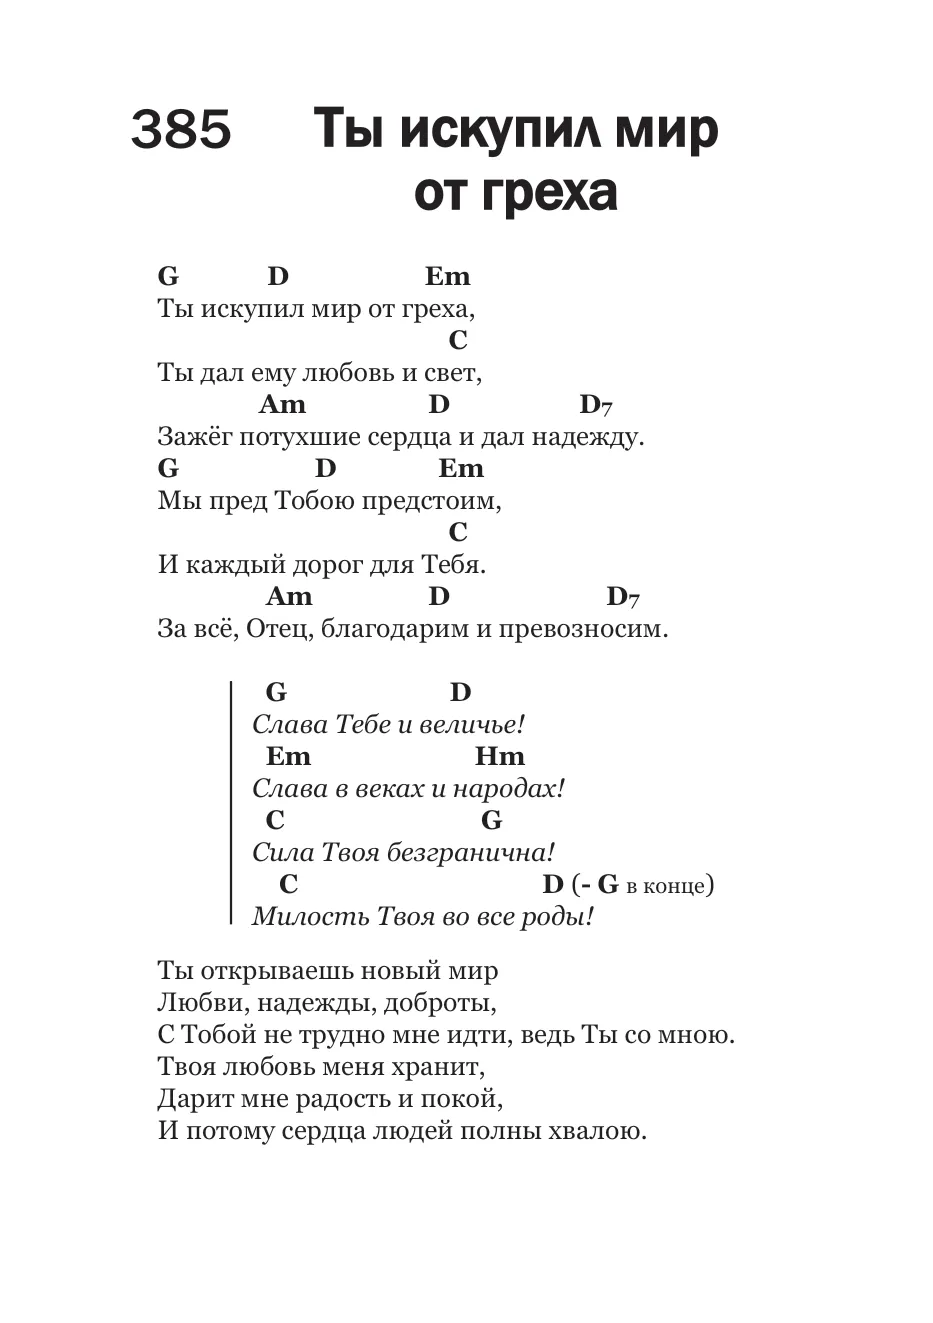 385 Ты искупил мир
от греха
G D Em
Ты искупил мир от греха,
C
Ты дал ему любовь и свет,
Am D D7
Зажёг потухшие сердца и дал надежду.
G D Em
Мы пред Тобою предстоим,
C
И каждый дорог для Тебя.
Am D D7
За всё, Отец, благодарим и превозносим.
G D
Слава Тебе и величье!
Em Hm
Слава в веках и народах!
C G
Сила Твоя безгранична!
C D (- G в конце)
Милость Твоя во все роды!
Ты открываешь новый мир
Любви, надежды, доброты,
С Тобой не трудно мне идти, ведь Ты со мною.
Твоя любовь меня хранит,
Дарит мне радость и покой,
И потому сердца людей полны хвалою.